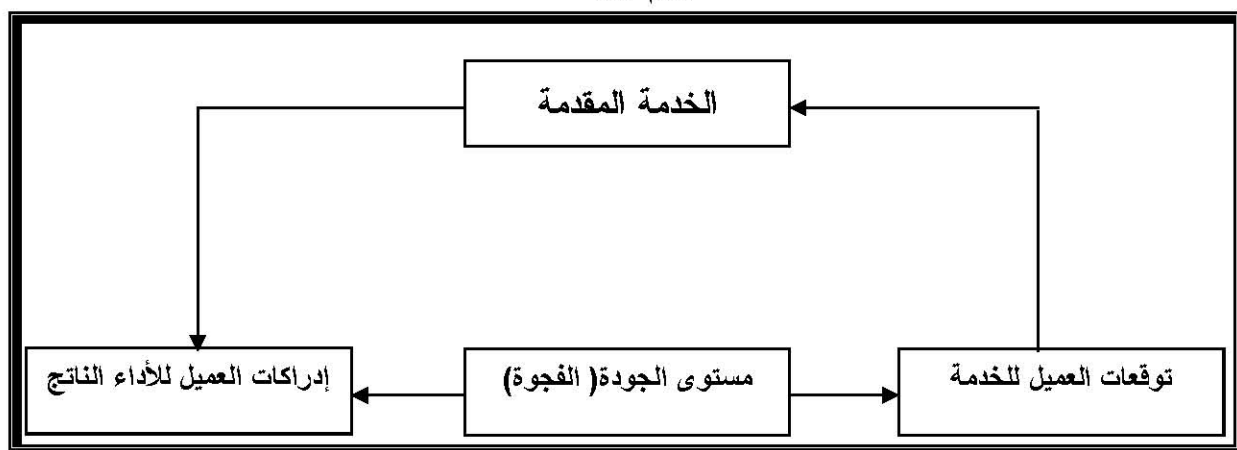 الخدمة المقدمة
توقعات العميل للخدمة
مستوى الجودة( الفجوة)
إدراكات العميل للأداء الناتج